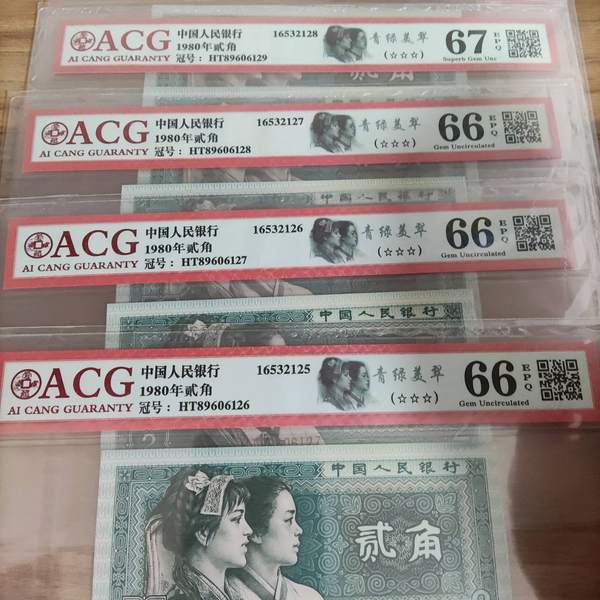 ACG
AI CANG GUARANTY
中国人民银行 16532128
1980年贰角
冠号： HT89606129
青绿美翠
(☆☆☆)
67 EPQ
Superb Gem Unc
贰角
ACG
AI CANG GUARANTY
中国人民银行 16532127
1980年贰角
冠号： HT89606128
青绿美翠
(☆☆☆)
66 EPQ
Gem Uncirculated
中国人民银行
ACG
AI CANG GUARANTY
中国人民银行 16532126
1980年贰角
冠号： HT89606127
青绿美翠
(☆☆☆)
66 EPQ
Gem Uncirculated
中国人民银行
ACG
AI CANG GUARANTY
中国人民银行 16532125
1980年贰角
冠号： HT89606126
青绿美翠
(☆☆☆)
66 EPQ
Gem Uncirculated
2
中国人民银行
贰角